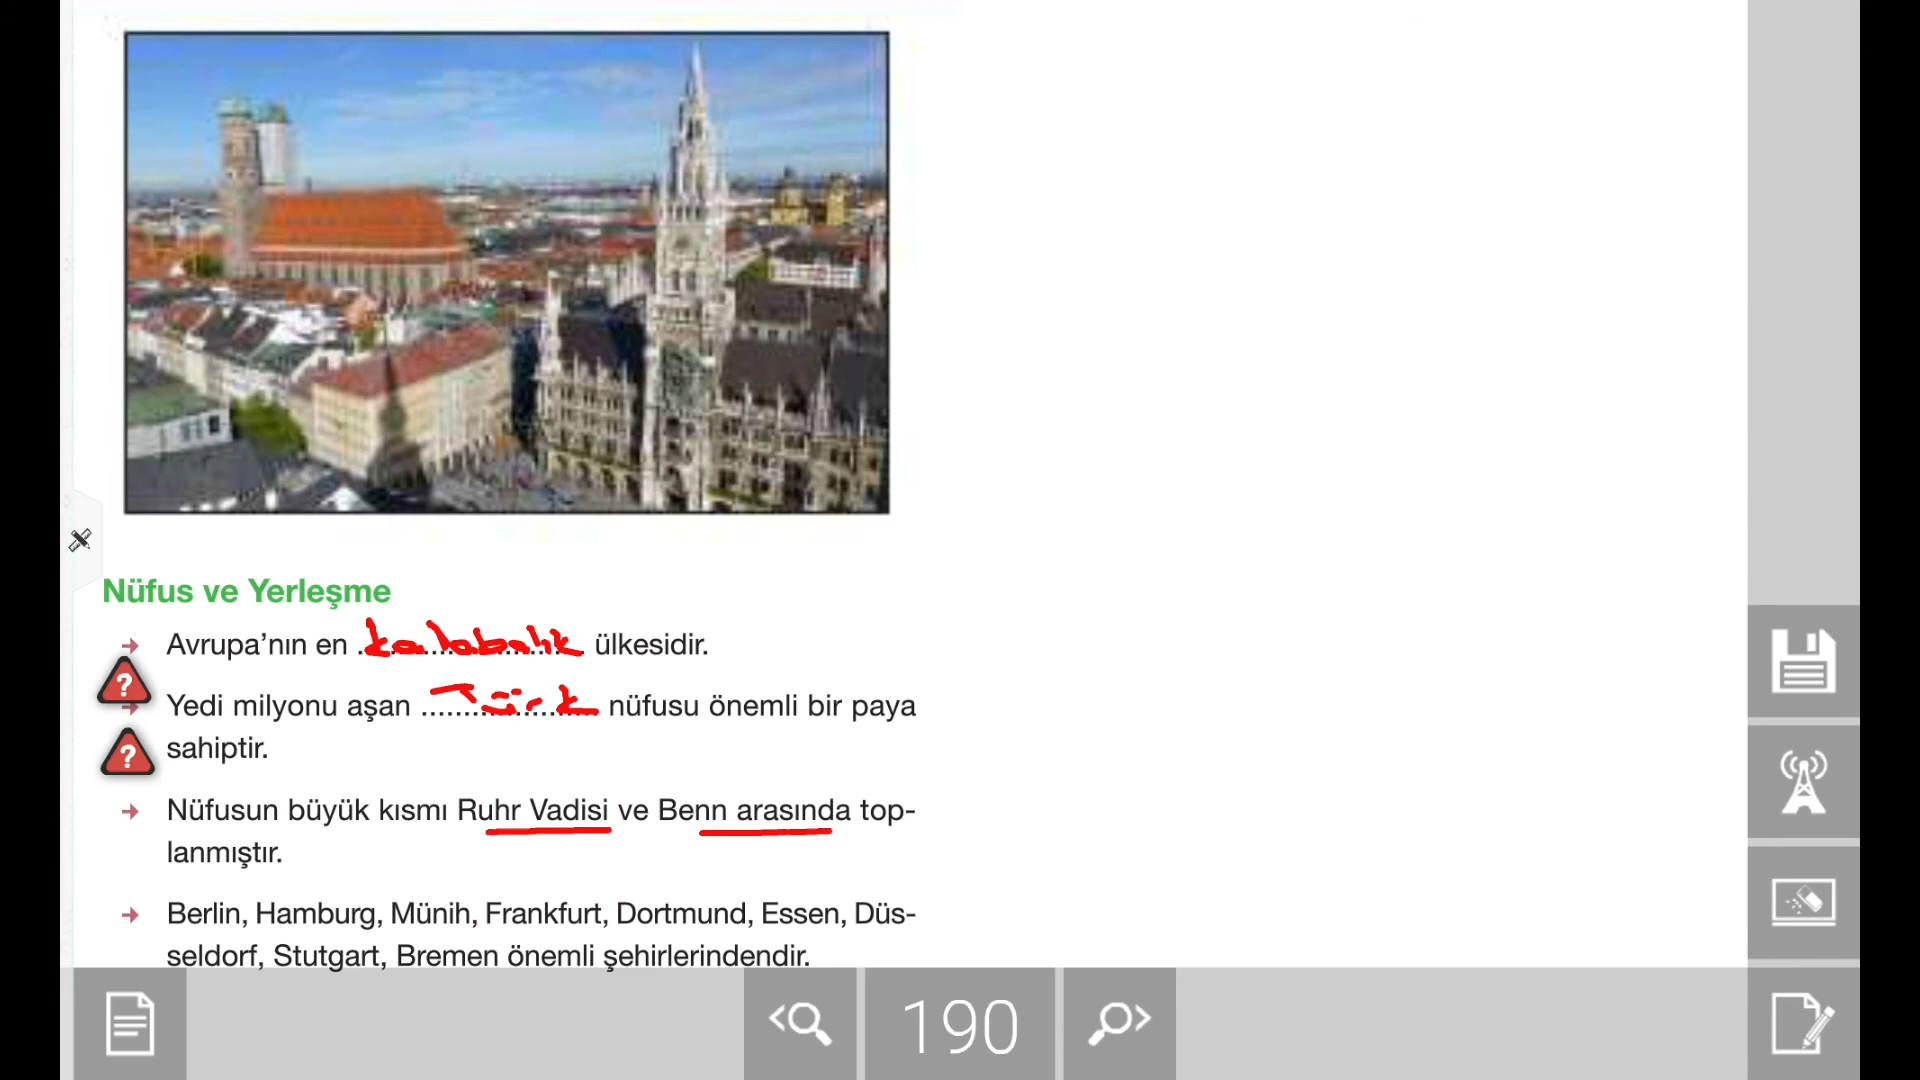 Nüfus ve Yerleşme
Avrupa'nın en kalabalık ülkesidir.
Yedi milyonu aşan Türk nüfusu önemli bir paya
sahiptir.
Nüfusun büyük kısmı Ruhr Vadisi ve Benn arasında top-
lanmıştır.
Berlin, Hamburg, Münih, Frankfurt, Dortmund, Essen, Düs-
seldorf, Stutgart, Bremen önemli şehirlerindendir.
190